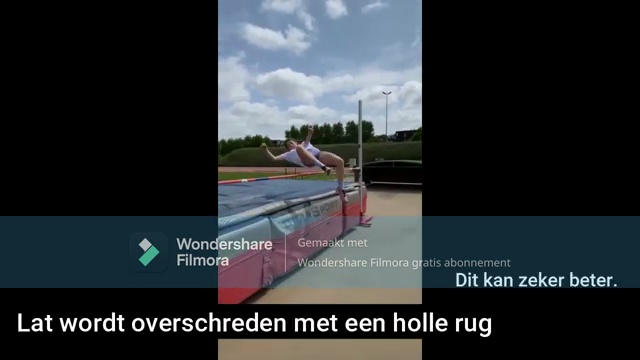 Wondershare
Filmora
Gemaakt met
Wondershare Filmora gratis abonnement
Dit kan zeker beter.
Lat wordt overschreden met een holle rug